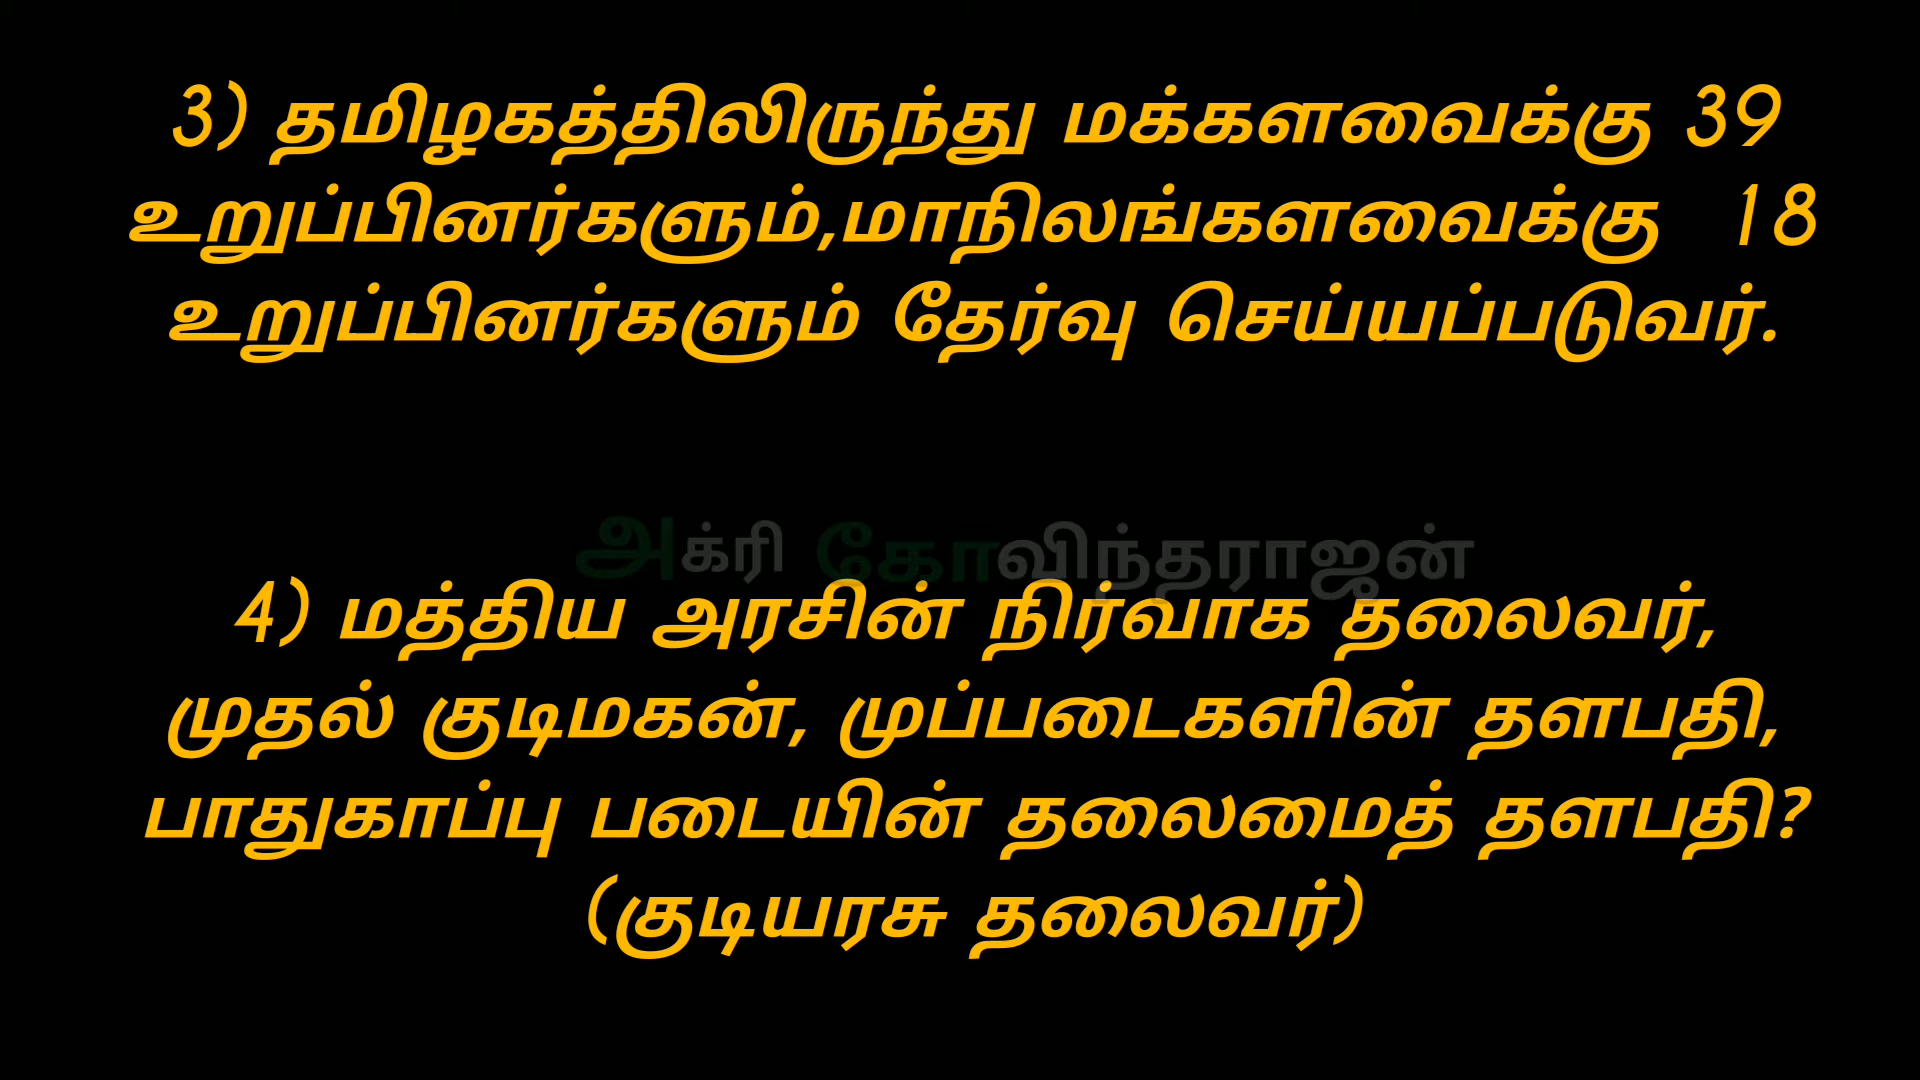 3) தமிழகத்திலிருந்து மக்களவைக்கு 39
உறுப்பினர்களும்,மாநிலங்களவைக்கு 18
உறுப்பினர்களும் தேர்வு செய்யப்படுவர்.
அக்ரி கோவிந்தராஜன்
4) மத்திய அரசின் நிர்வாக தலைவர்,
முதல் குடிமகன், முப்படைகளின் தளபதி,
பாதுகாப்பு படையின் தலைமைத் தளபதி?
(குடியரசு தலைவர்)